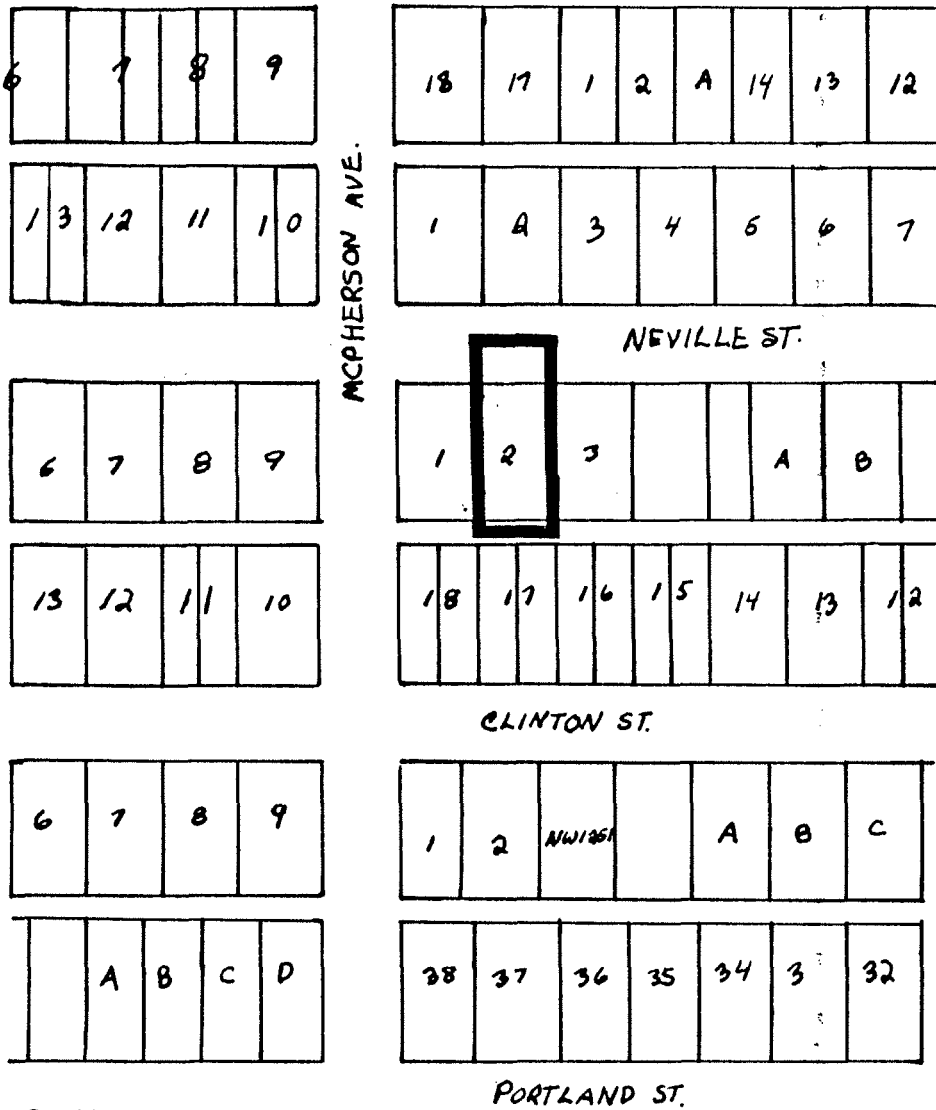 6 7 8 9
18 17 1 2 A 14 13 12
13 12 11 10
MCPHERSON AVE.
1 2 3 4 5 6 7
NEVILLE ST.
6 7 8 9
1 2 3 A B
13 12 11 10
18 17 16 15 14 13 12
CLINTON ST.
6 7 8 9
1 2 A B C
A B C D
38 37 36 35 34 3 32
PORTLAND ST.